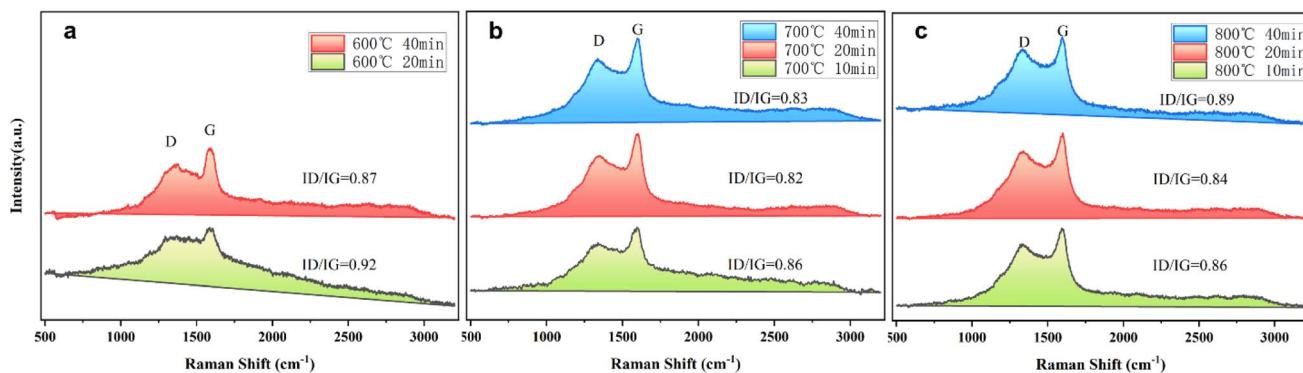 a
600℃ 40min
600℃ 20min
D
G
ID/IG=0.87
ID/IG=0.92
Intensity(a.u.)
500 1000 1500 2000 2500 3000
Raman Shift (cm⁻¹)
b
700℃ 40min
700℃ 20min
700℃ 10min
D
G
ID/IG=0.83
ID/IG=0.82
ID/IG=0.86
500 1000 1500 2000 2500 3000
Raman Shift (cm⁻¹)
c
800℃ 40min
800℃ 20min
800℃ 10min
D
G
ID/IG=0.89
ID/IG=0.84
ID/IG=0.86
500 1000 1500 2000 2500 3000
Raman Shift (cm⁻¹)